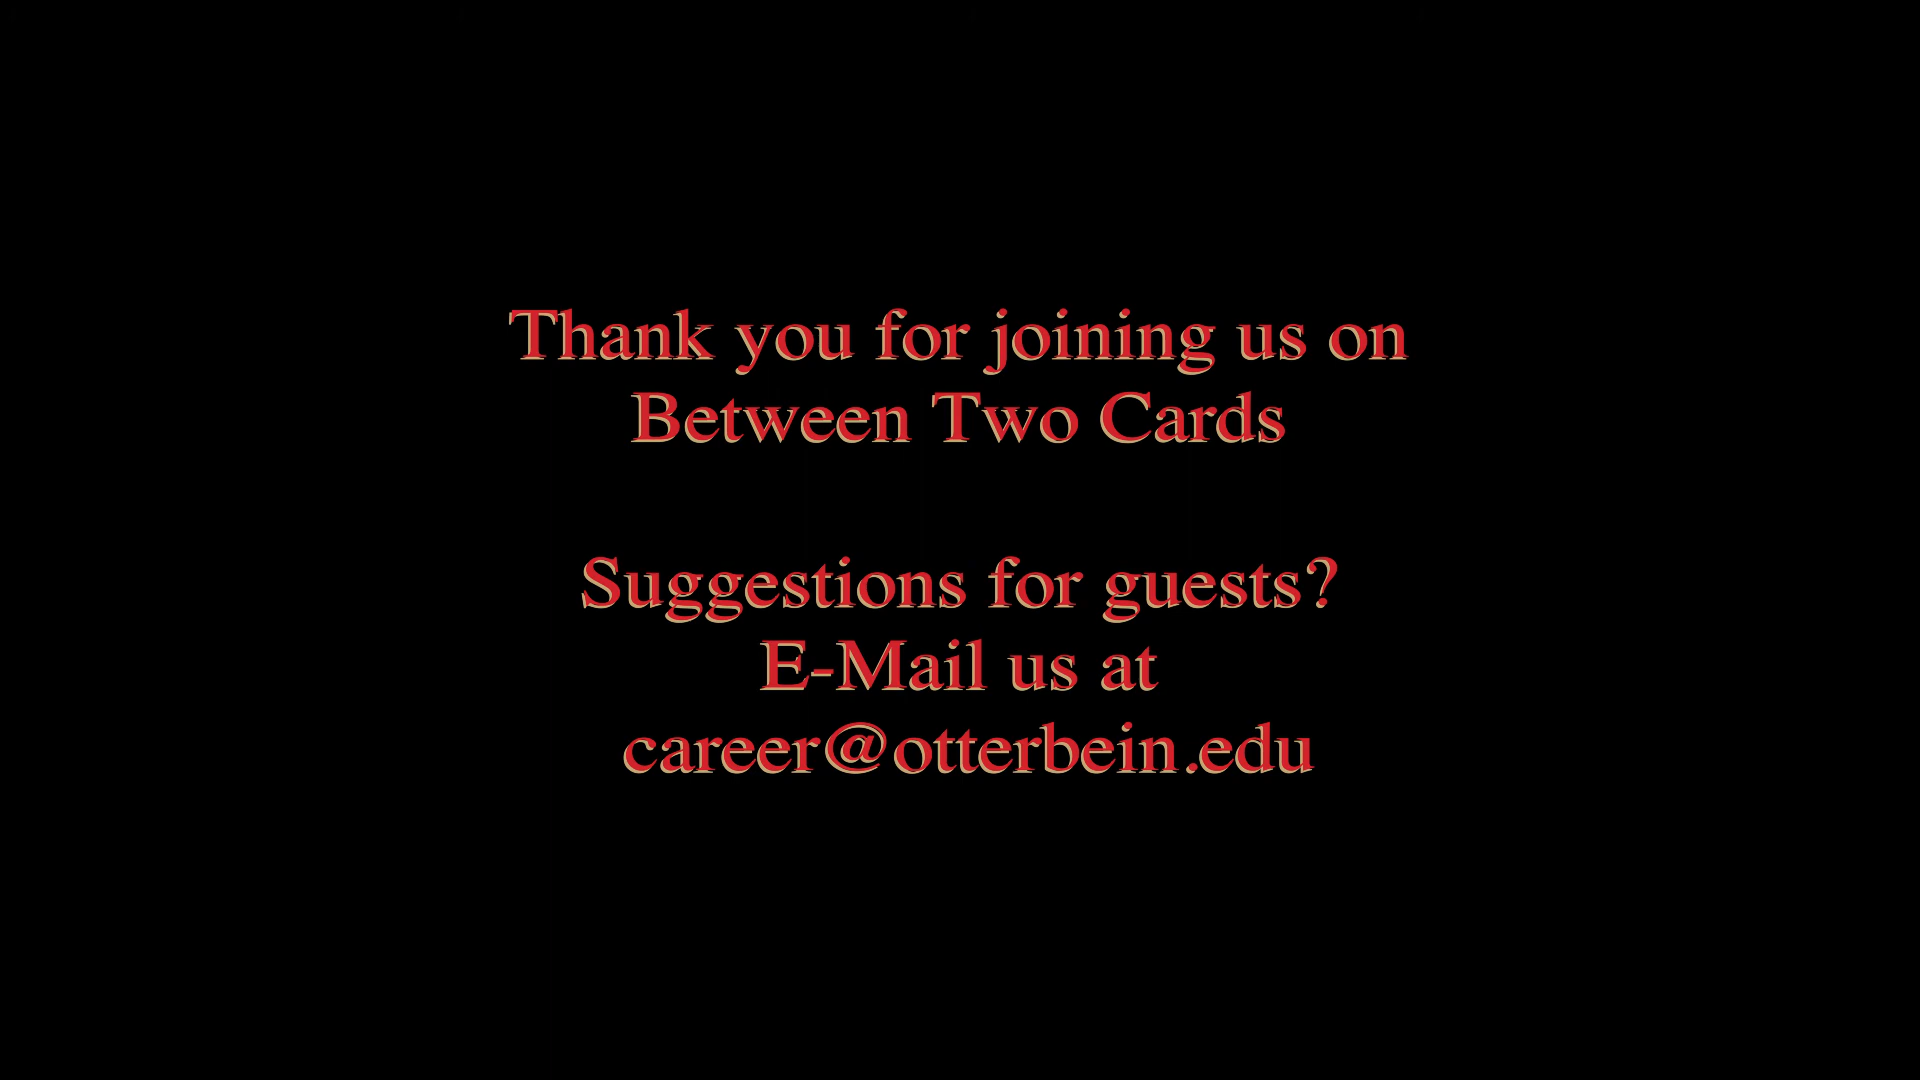 Thank you for joining us on
Between Two Cards
Suggestions for guests?
E-Mail us at
career@otterbein.edu